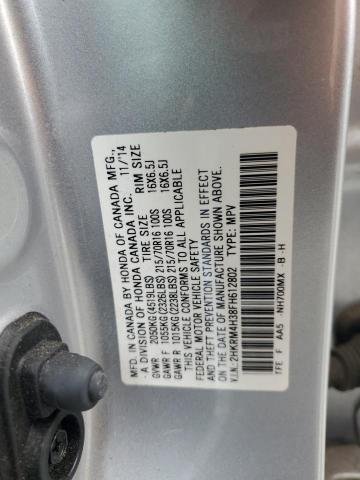 MFD. IN CANADA BY HONDA OF CANADA MFG.,
A DIVISION OF HONDA CANADA INC. 11/'14
TIRE SIZE RIM SIZE
GVWR 2050KG(4519LBS)
GAWR F 1055KG(2326LBS)215/70R16 100S 16X6.5J
GAWR R 1015KG(2238LBS)215/70R16 100S 16X6.5J
THIS VEHICLE CONFORMS TO ALL APPLICABLE
FEDERAL MOTOR VEHICLE SAFETY AND THEFT PREVENTION STANDARDS IN EFFECT
ON THE DATE OF MANUFACTURE SHOWN ABOVE.
V.I.N.:2HKRM4H38FH612802 TYPE: MPV
TFE F AA5 NH700MX -B -H